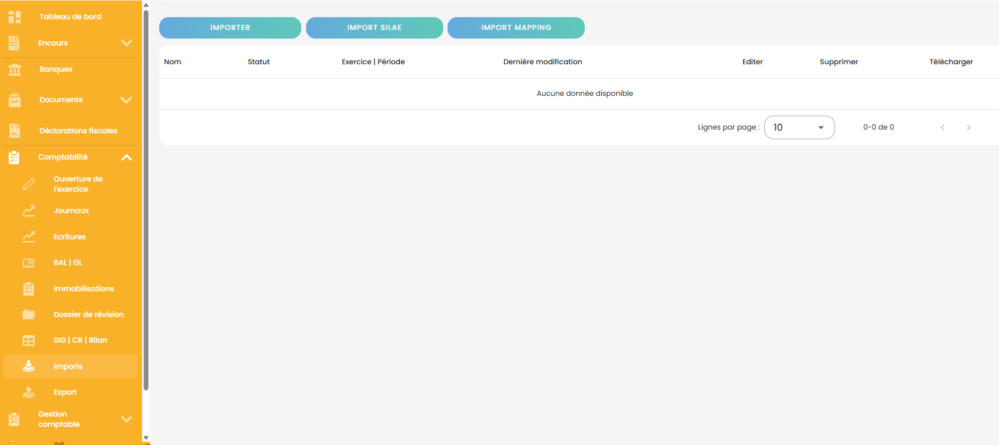 Tableau de bord
Encours
Banques
Documents
Déclarations fiscales
Comptabilité
Ouverture de
l'exercice
Journaux
Ecritures
BAL | GL
Immobilisations
Dossier de révision
SIG | CR | Bilan
Imports
Export
Gestion
comptable
IMPORTER IMPORT SILAE IMPORT MAPPING
Nom Statut Exercice | Période Dernière modification Editer Supprimer Télécharger
Aucune donnée disponible
Lignes par page : 10 0-0 de 0